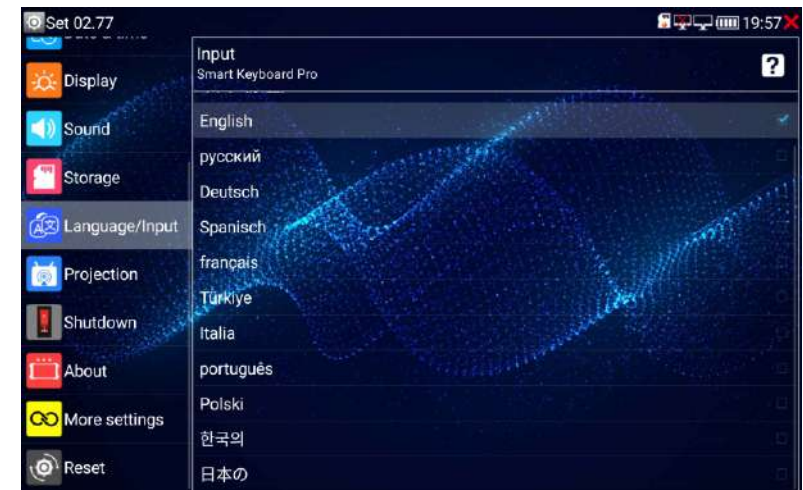 Set 02.77
19:57
Display
Sound
Storage
Language/Input
Projection
Shutdown
About
More settings
Reset
Input
Smart Keyboard Pro
?
English
русский
Deutsch
Spanisch
français
Türkiye
Italia
português
Polski
한국의
日本の